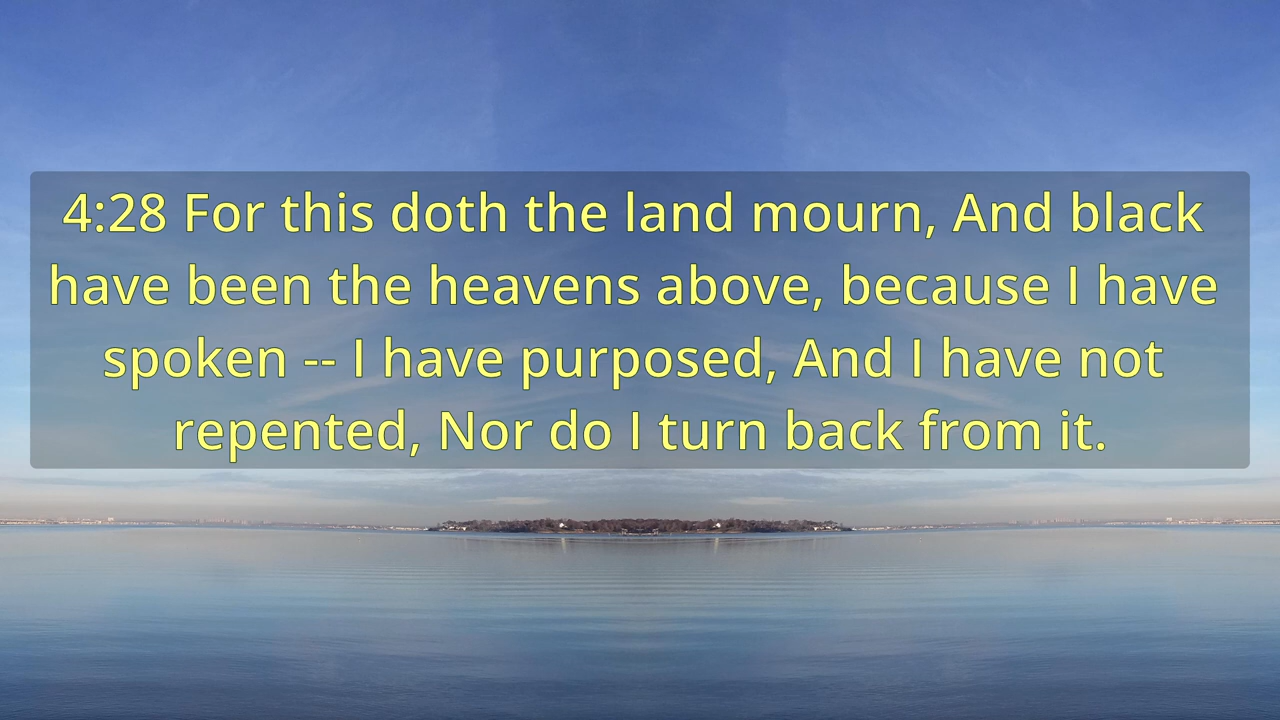 4:28 For this doth the land mourn, And black
have been the heavens above, because I have
spoken -- I have purposed, And I have not
repented, Nor do I turn back from it.